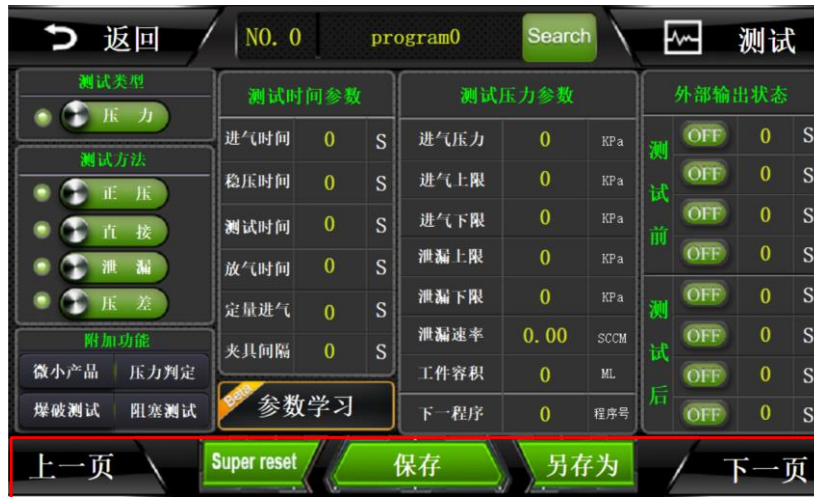 返回
NO. 0
program0
Search
测试
测试类型
压 力
测试方法
正 压
直 接
泄 漏
压 差
附加功能
微小产品 压力判定
爆破测试 阻塞测试
测试时间参数
进气时间 0 S
稳压时间 0 S
测试时间 0 S
放气时间 0 S
定量进气 0 S
夹具间隔 0 S
Beta 参数学习
测试压力参数
进气压力 0 KPa
进气上限 0 KPa
进气下限 0 KPa
泄漏上限 0 KPa
泄漏下限 0 KPa
泄漏速率 0.00 SCCM
工件容积 0 ML
下一程序 0 程序号
外部输出状态
测试前
OFF 0 S
OFF 0 S
OFF 0 S
OFF 0 S
测试后
OFF 0 S
OFF 0 S
OFF 0 S
OFF 0 S
上一页
Super reset
保存
另存为
下一页